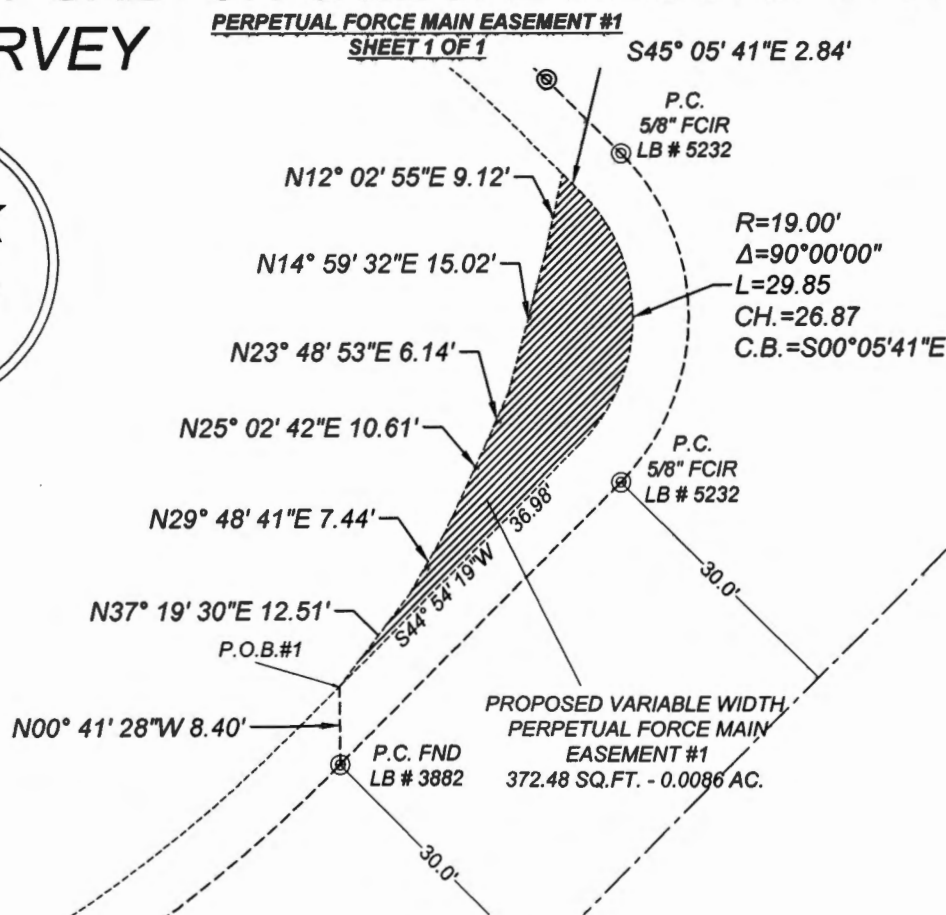 RVEY
PERPETUAL FORCE MAIN EASEMENT #1
SHEET 1 OF 1
S45° 05' 41"E 2.84'
P.C.
5/8" FCIR
LB # 5232
N12° 02' 55"E 9.12'
R=19.00'
Δ=90°00'00"
L=29.85
CH.=26.87
C.B.=S00°05'41"E
N14° 59' 32"E 15.02'
N23° 48' 53"E 6.14'
N25° 02' 42"E 10.61'
P.C.
5/8" FCIR
LB # 5232
N29° 48' 41"E 7.44'
S44° 54' 19"W 36.98'
30.0'
N37° 19' 30"E 12.51'
P.O.B.#1
N00° 41' 28"W 8.40'
P.C. FND
LB # 3882
PROPOSED VARIABLE WIDTH
PERPETUAL FORCE MAIN
EASEMENT #1
372.48 SQ.FT. - 0.0086 AC.
30.0'